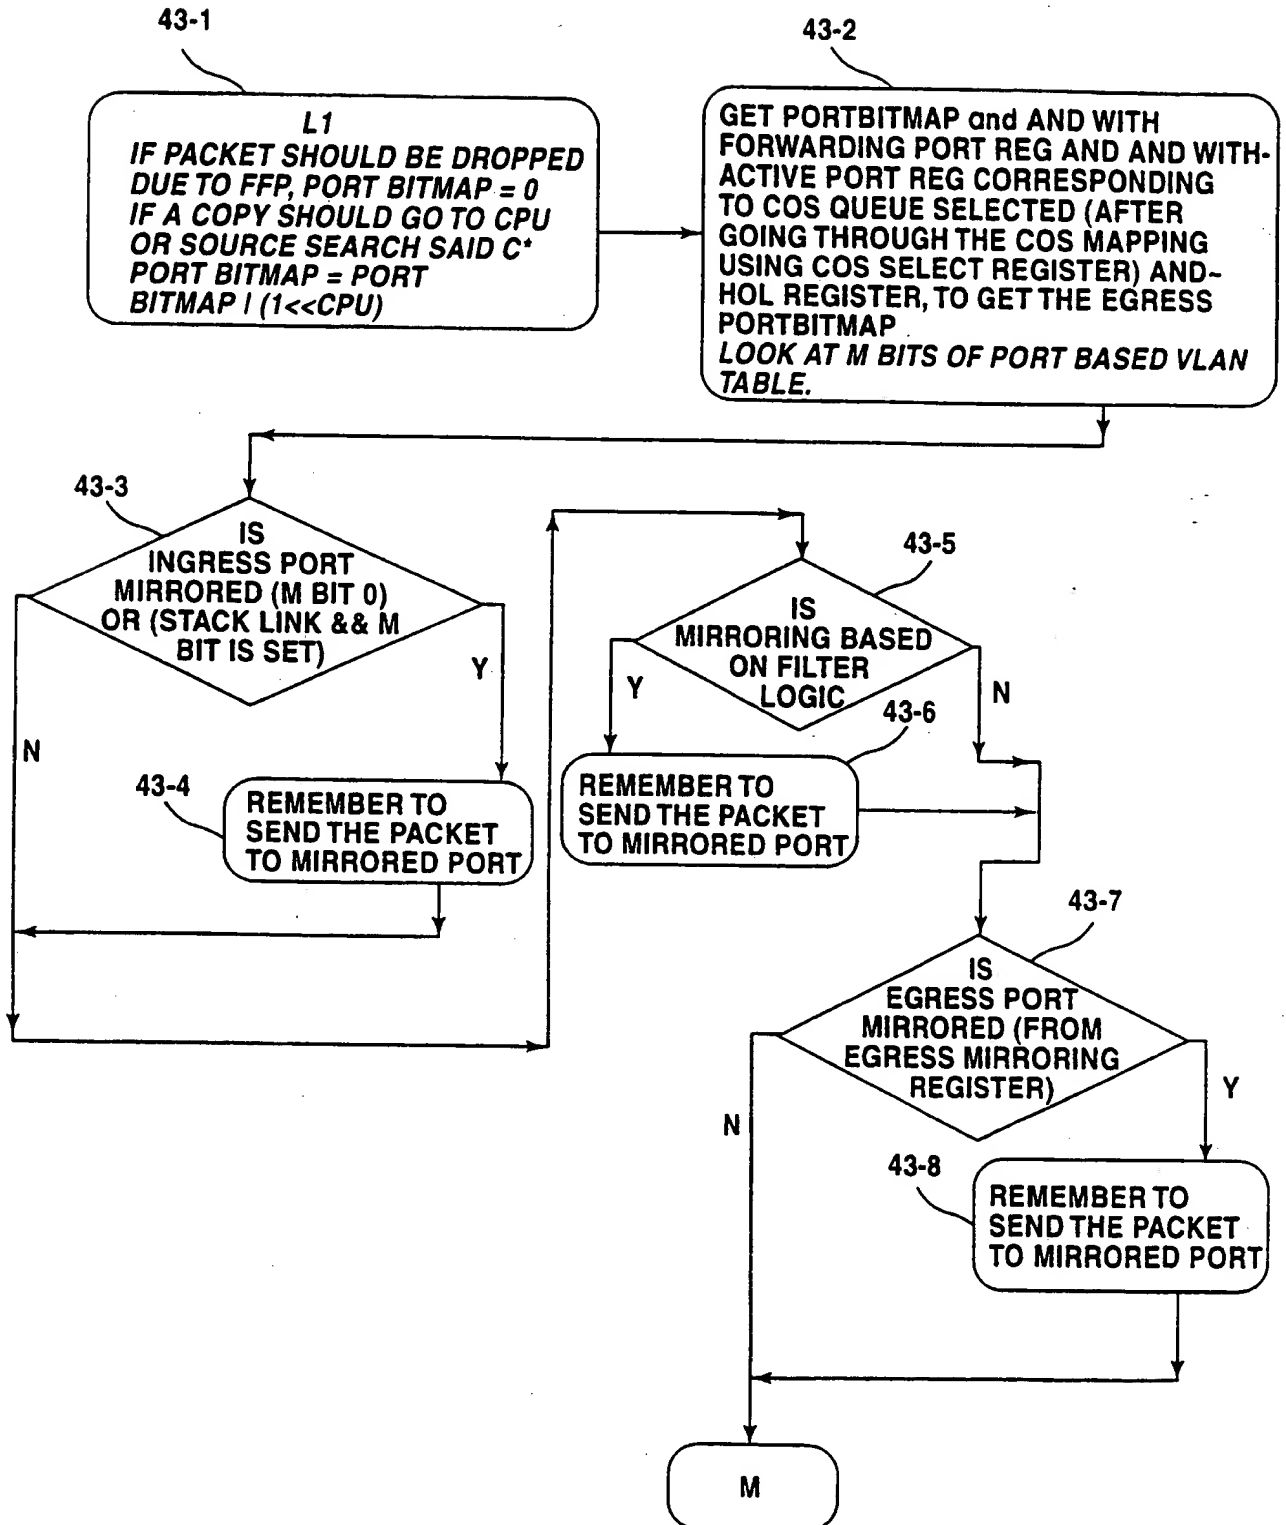 43-1
L1
IF PACKET SHOULD BE DROPPED
DUE TO FFP, PORT BITMAP = 0
IF A COPY SHOULD GO TO CPU
OR SOURCE SEARCH SAID C*
PORT BITMAP = PORT
BITMAP | (1<<CPU)
43-2
GET PORTBITMAP and AND WITH
FORWARDING PORT REG AND AND WITH-
ACTIVE PORT REG CORRESPONDING
TO COS QUEUE SELECTED (AFTER
GOING THROUGH THE COS MAPPING
USING COS SELECT REGISTER) AND~
HOL REGISTER, TO GET THE EGRESS
PORTBITMAP
LOOK AT M BITS OF PORT BASED VLAN
TABLE.
43-3
IS
INGRESS PORT
MIRRORED (M BIT 0)
OR (STACK LINK && M
BIT IS SET)
Y
N
43-4
REMEMBER TO
SEND THE PACKET
TO MIRRORED PORT
43-5
IS
MIRRORING BASED
ON FILTER
LOGIC
Y
N
43-6
REMEMBER TO
SEND THE PACKET
TO MIRRORED PORT
43-7
IS
EGRESS PORT
MIRRORED (FROM
EGRESS MIRRORING
REGISTER)
N
Y
43-8
REMEMBER TO
SEND THE PACKET
TO MIRRORED PORT
M